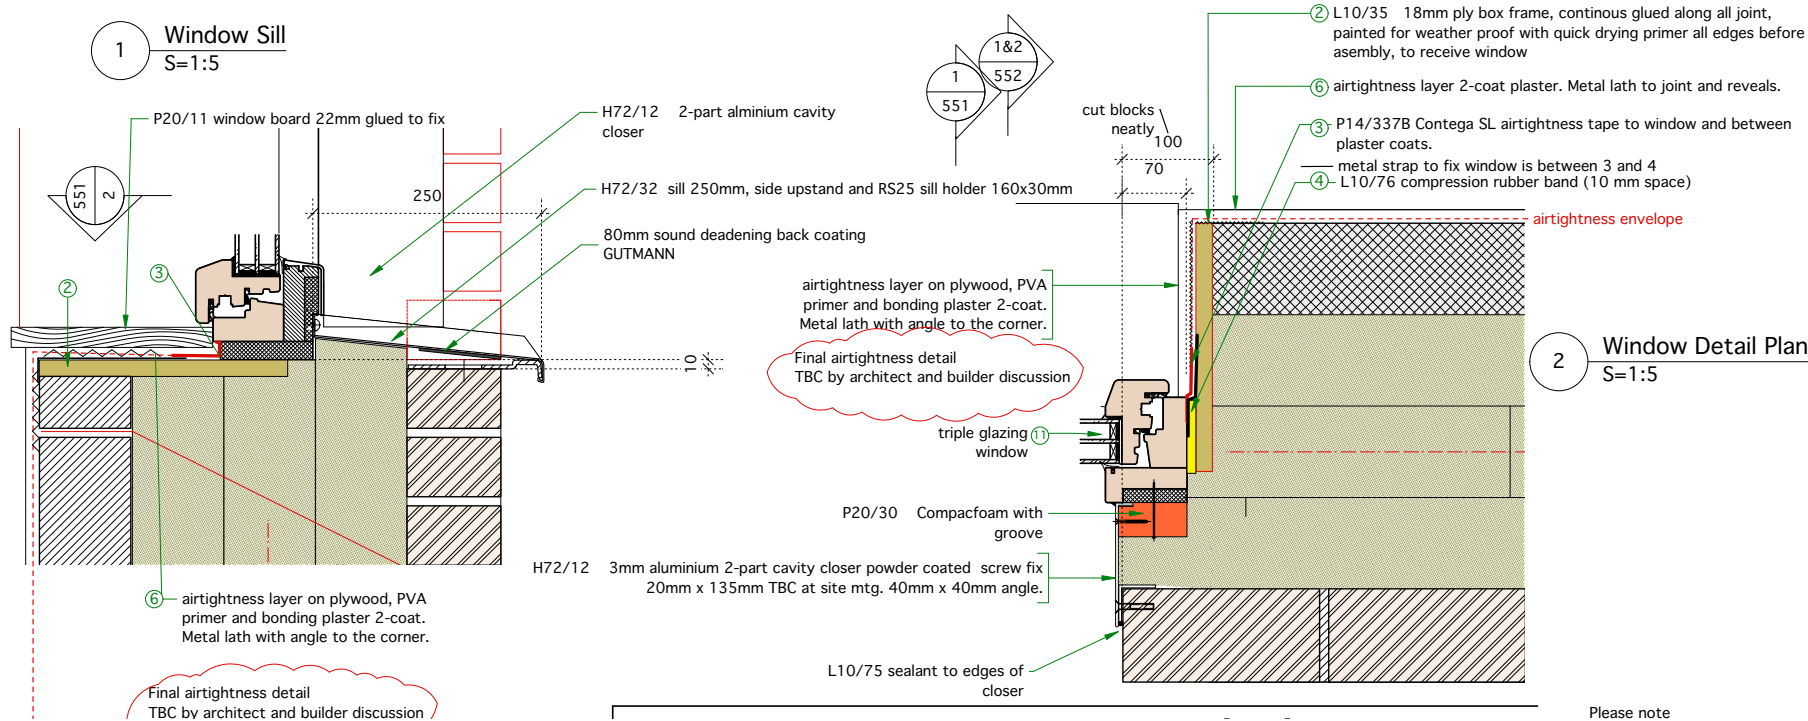 1
Window Sill
S=1:5
P20/11 window board 22mm glued to fix
H72/12 2-part alminium cavity
closer
551
2
250
H72/32 sill 250mm, side upstand and RS25 sill holder 160x30mm
80mm sound deadening back coating
GUTMANN
2
3
10
6
airtightness layer on plywood, PVA
primer and bonding plaster 2-coat.
Metal lath with angle to the corner.
Final airtightness detail
TBC by architect and builder discussion
1&2
552
1
551
cut blocks
neatly
100
70
2 L10/35 18mm ply box frame, continous glued along all joint,
painted for weather proof with quick drying primer all edges before
asembly, to receive window
6 airtightness layer 2-coat plaster. Metal lath to joint and reveals.
3 P14/337B Contega SL airtightness tape to window and between
plaster coats.
metal strap to fix window is between 3 and 4
4 L10/76 compression rubber band (10 mm space)
airtightness envelope
airtightness layer on plywood, PVA
primer and bonding plaster 2-coat.
Metal lath with angle to the corner.
Final airtightness detail
TBC by architect and builder discussion
2
Window Detail Plan
S=1:5
triple glazing 11
window
P20/30 Compacfoam with
groove
H72/12 3mm aluminium 2-part cavity closer powder coated screw fix
20mm x 135mm TBC at site mtg. 40mm x 40mm angle.
L10/75 sealant to edges of
closer
Please note